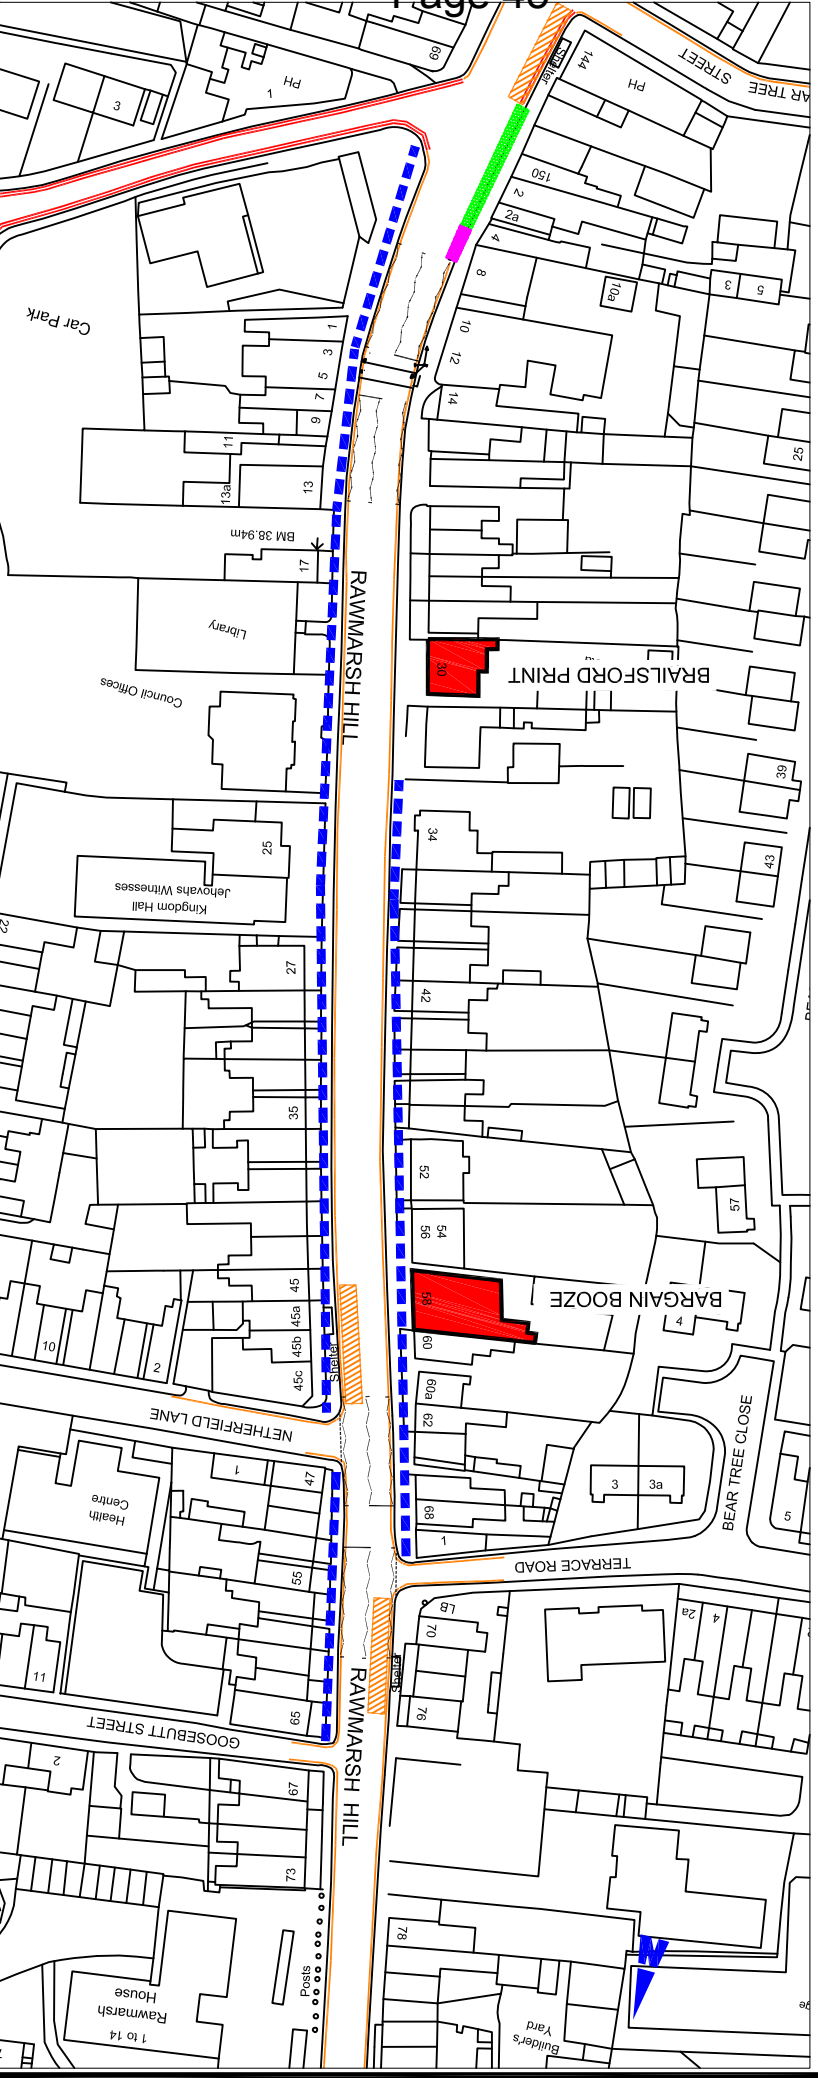 Page 48
69
PH
1
3
Shelter
144
PH
STREET
AR TREE
150
2
2a
4
8
10a
3
5
10
12
14
25
Car Park
1
3
5
7
9
11
13a
13
BM 38.94m
17
Library
Council Offices
RAWMARSH HILL
30
BRAILSFORD PRINT
39
43
34
25
Kingdom Hall
Jehovahs Witnesses
22
27
42
35
52
54
56
57
45
45a
45b
45c
Shelter
58
BARGAIN BOOZE
4
60
60a
62
10
2
NETHERFIELD LANE
BEAR TREE CLOSE
3
3a
5
68
1
TERRACE ROAD
1
47
Health
Centre
55
LB
70
Shelter
76
2a
4
11
65
GOOSEBUTT STREET
RAWMARSH HILL
2
67
73
78
Posts
N
1 to 14
Rawmarsh
House
Builder's
Yard